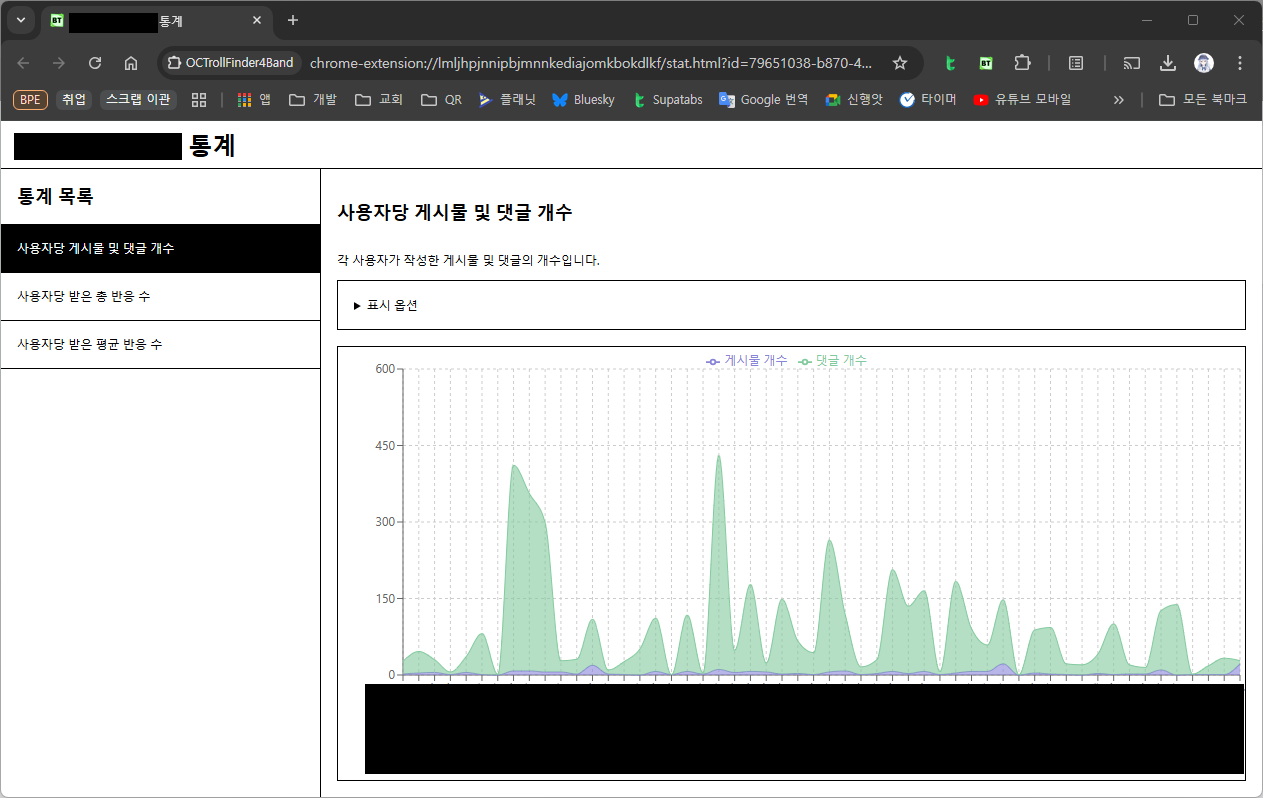 BT 통계
OCTrollFinder4Band chrome-extension://lmljhpjnnipbjmnnkediajomkbokdlkf/stat.html?id=79651038-b870-4...
t BT
BPE 취업 스크랩 이관 앱 개발 교회 QR 플래닛 Bluesky Supatabs Google 번역 신행앗 타이머 유튜브 모바일 » 모든 북마크
통계
통계 목록
사용자당 게시물 및 댓글 개수
사용자당 받은 총 반응 수
사용자당 받은 평균 반응 수
사용자당 게시물 및 댓글 개수
각 사용자가 작성한 게시물 및 댓글의 개수입니다.
▶ 표시 옵션
게시물 개수 댓글 개수
600
450
300
150
0